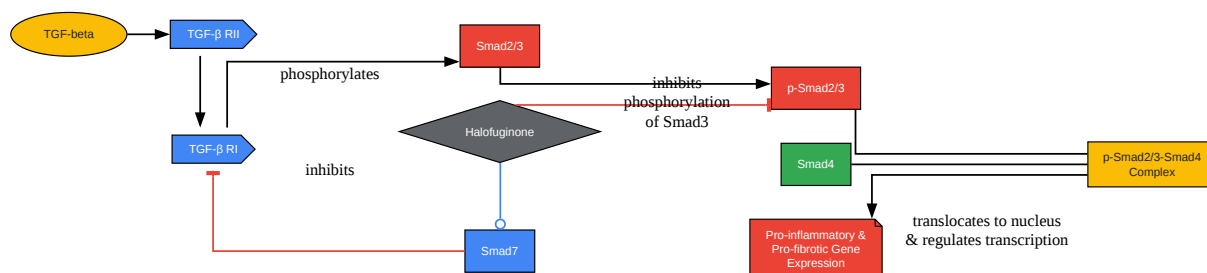 TGF-beta
TGF-β RII
phosphorylates
Smad2/3
inhibits
phosphorylation
of Smad3
p-Smad2/3
Halofuginone
TGF-β RI
inhibits
Smad4
p-Smad2/3-Smad4
Complex
Smad7
Pro-inflammatory &
Pro-fibrotic Gene
Expression
translocates to nucleus
& regulates transcription